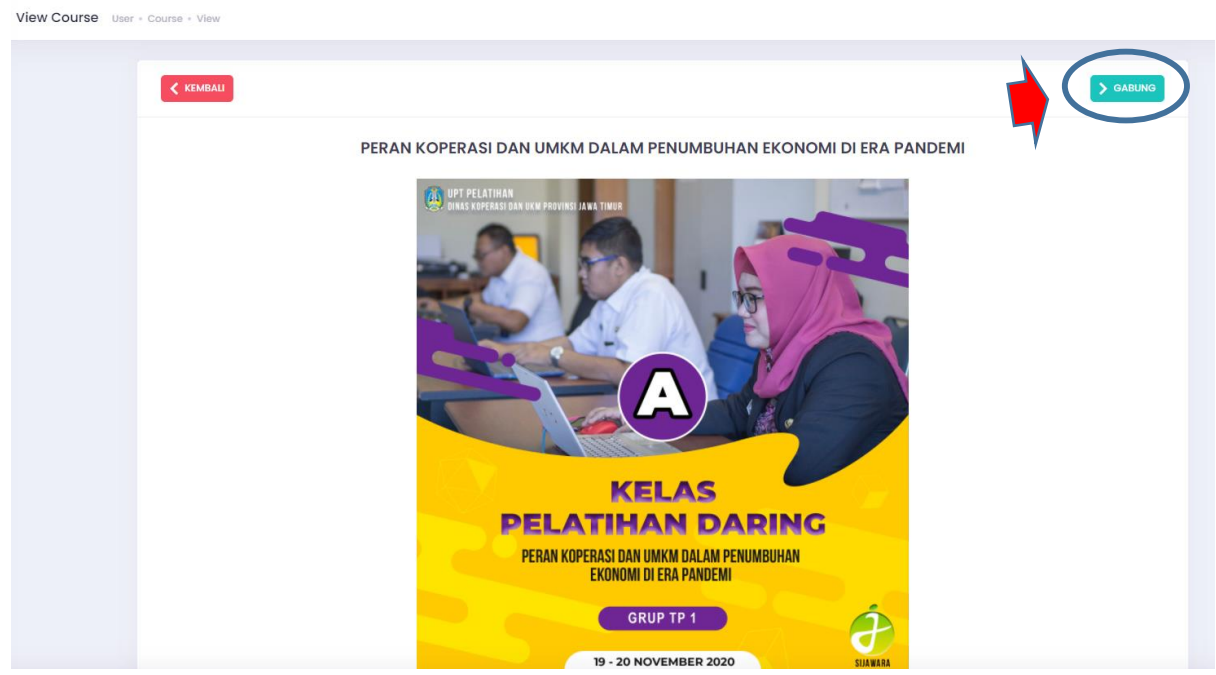 View Course User • Course • View
KEMBALI
GABUNG
PERAN KOPERASI DAN UMKM DALAM PENUMBUHAN EKONOMI DI ERA PANDEMI
UPT PELATIHAN
DINAS KOPERASI DAN UKM PROVINSI JAWA TIMUR
A
KELAS
PELATIHAN DARING
PERAN KOPERASI DAN UMKM DALAM PENUMBUHAN
EKONOMI DI ERA PANDEMI
GRUP TP 1
19 - 20 NOVEMBER 2020
SIJAWARA